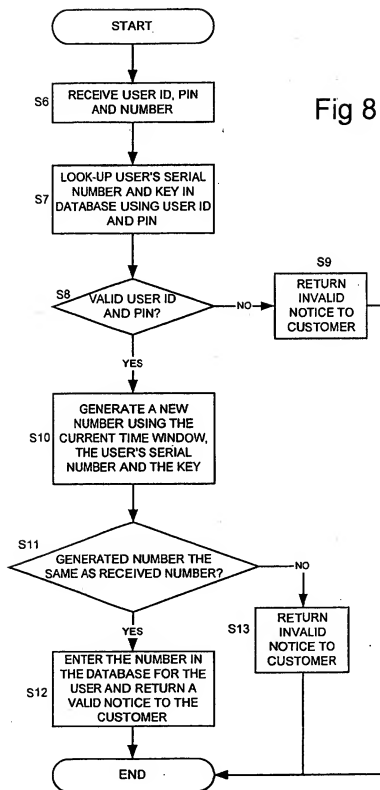 START
S6
RECEIVE USER ID, PIN
AND NUMBER
Fig 8
S7
LOOK-UP USER'S SERIAL
NUMBER AND KEY IN
DATABASE USING USER ID
AND PIN
S8
VALID USER ID
AND PIN?
NO
S9
RETURN
INVALID
NOTICE TO
CUSTOMER
YES
S10
GENERATE A NEW
NUMBER USING THE
CURRENT TIME WINDOW,
THE USER'S SERIAL
NUMBER AND THE KEY
S11
GENERATED NUMBER THE
SAME AS RECEIVED NUMBER?
NO
S13
RETURN
INVALID
NOTICE TO
CUSTOMER
YES
S12
ENTER THE NUMBER IN
THE DATABASE FOR THE
USER AND RETURN A
VALID NOTICE TO THE
CUSTOMER
END